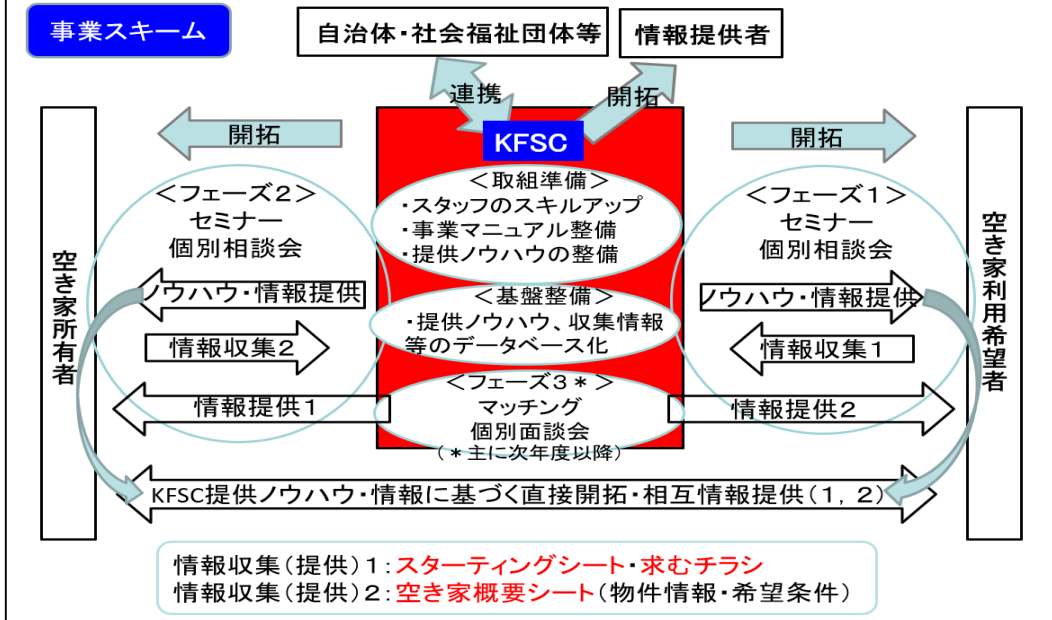 事業スキーム
自治体・社会福祉団体等
情報提供者
連携
開拓
KFSC
開拓
開拓
空き家所有者
<フェーズ2>
セミナー
個別相談会
ノウハウ・情報提供
情報収集2
情報提供1
<取組準備>
・スタッフのスキルアップ
・事業マニュアル整備
・提供ノウハウの整備
<基盤整備>
・提供ノウハウ、収集情報
等のデータベース化
<フェーズ3*>
マッチング
個別面談会
(*主に次年度以降)
<フェーズ1>
セミナー
個別相談会
ノウハウ・情報提供
情報収集1
情報提供2
空き家利用希望者
KFSC提供ノウハウ・情報に基づく直接開拓・相互情報提供(1, 2)
情報収集(提供)1:スターティングシート・求むチラシ
情報収集(提供)2:空き家概要シート(物件情報・希望条件)